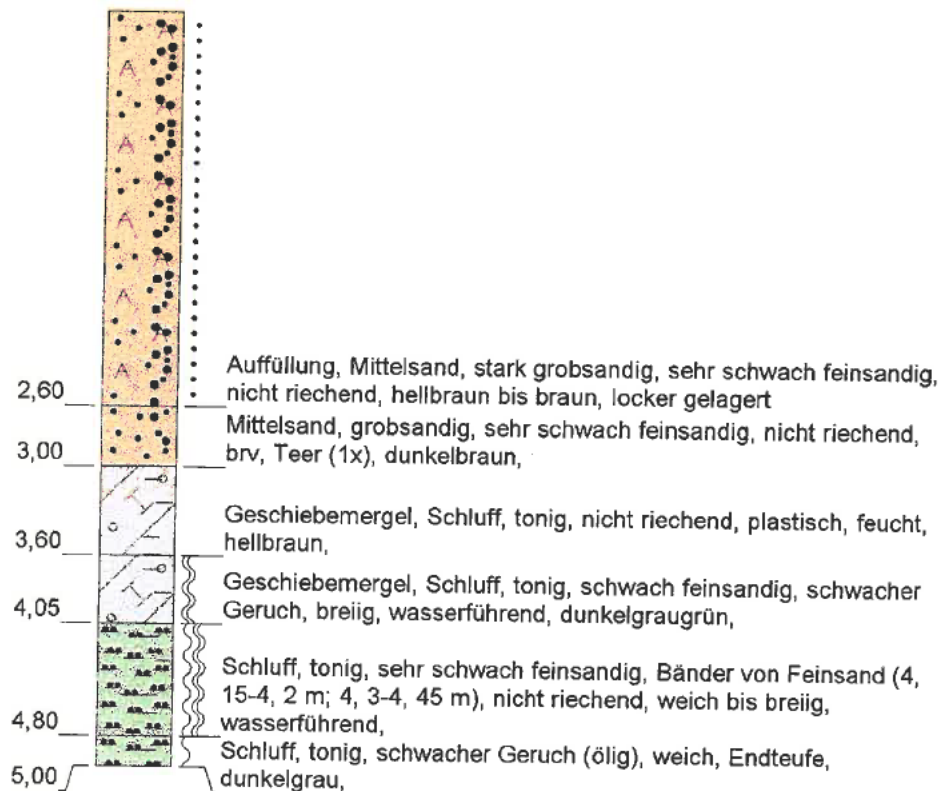 Auffüllung, Mittelsand, stark grobsandig, sehr schwach feinsandig,
2,60 nicht riechend, hellbraun bis braun, locker gelagert
Mittelsand, grobsandig, sehr schwach feinsandig, nicht riechend,
3,00 brv, Teer (1x), dunkelbraun,
Geschiebemergel, Schluff, tonig, nicht riechend, plastisch, feucht,
3,60 hellbraun,
Geschiebemergel, Schluff, tonig, schwach feinsandig, schwacher
4,05 Geruch, breiig, wasserführend, dunkelgraugrün,
Schluff, tonig, sehr schwach feinsandig, Bänder von Feinsand (4,
15-4, 2 m; 4, 3-4, 45 m), nicht riechend, weich bis breiig,
4,80 wasserführend,
Schluff, tonig, schwacher Geruch (ölig), weich, Endteufe,
5,00 dunkelgrau,
A
A
A
A
A
A
A
A
A
A